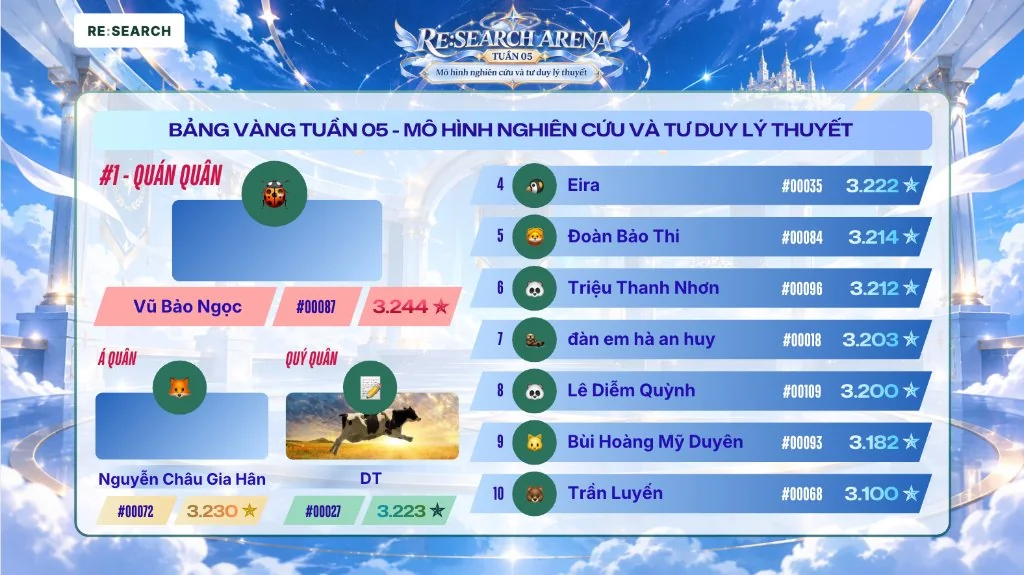 RE:SEARCH
RE:SEARCH ARENA
TUẦN 05
Mô hình nghiên cứu và tư duy lý thuyết
BẢNG VÀNG TUẦN 05 - MÔ HÌNH NGHIÊN CỨU VÀ TƯ DUY LÝ THUYẾT
#1 - QUÁN QUÂN
Vũ Bảo Ngọc #00087 3.244
Á QUÂN
Nguyễn Châu Gia Hân
#00072 3.230
QUÝ QUÂN
DT
#00027 3.223
4 Eira #00035 3.222
5 Đoàn Bảo Thi #00084 3.214
6 Triệu Thanh Nhơn #00096 3.212
7 đàn em hà an huy #00018 3.203
8 Lê Diễm Quỳnh #00109 3.200
9 Bùi Hoàng Mỹ Duyên #00093 3.182
10 Trần Luyến #00068 3.100